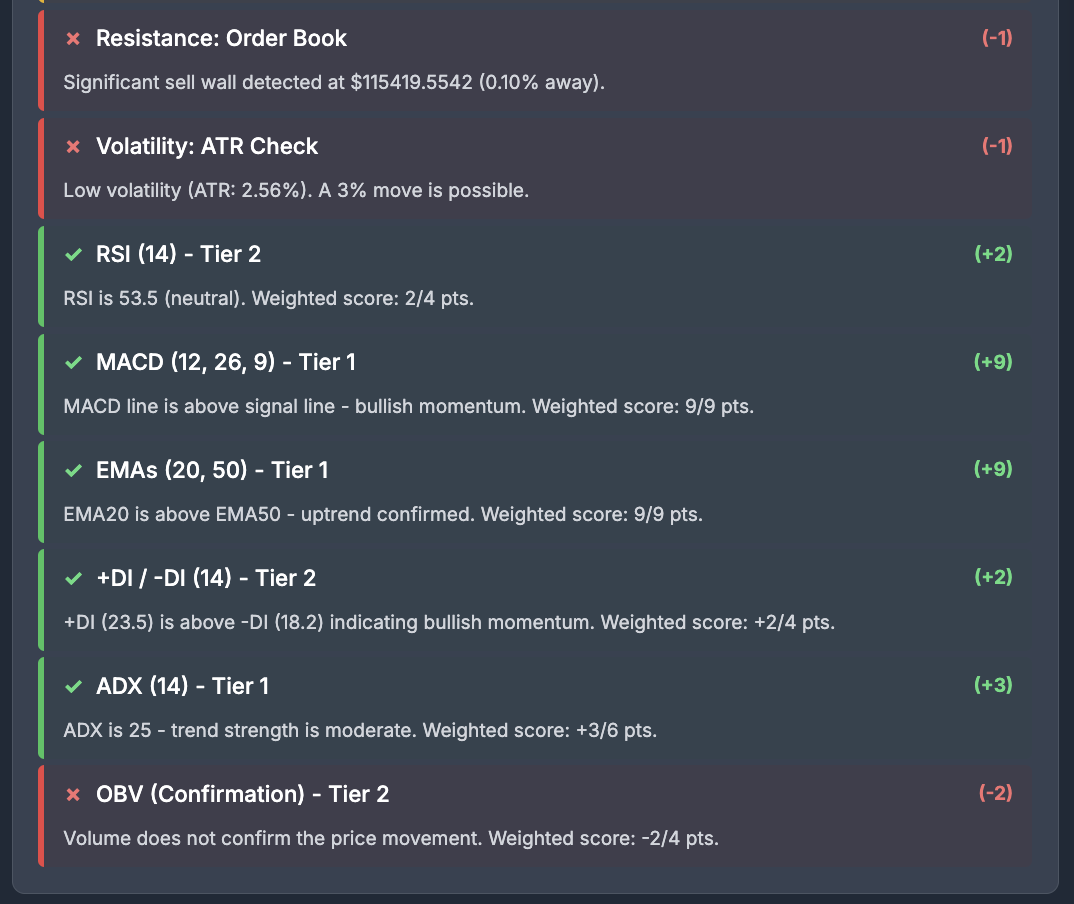 Resistance: Order Book (-1)
Significant sell wall detected at $115419.5542 (0.10% away).
Volatility: ATR Check (-1)
Low volatility (ATR: 2.56%). A 3% move is possible.
RSI (14) - Tier 2 (+2)
RSI is 53.5 (neutral). Weighted score: 2/4 pts.
MACD (12, 26, 9) - Tier 1 (+9)
MACD line is above signal line - bullish momentum. Weighted score: 9/9 pts.
EMAs (20, 50) - Tier 1 (+9)
EMA20 is above EMA50 - uptrend confirmed. Weighted score: 9/9 pts.
+DI / -DI (14) - Tier 2 (+2)
+DI (23.5) is above -DI (18.2) indicating bullish momentum. Weighted score: +2/4 pts.
ADX (14) - Tier 1 (+3)
ADX is 25 - trend strength is moderate. Weighted score: +3/6 pts.
OBV (Confirmation) - Tier 2 (-2)
Volume does not confirm the price movement. Weighted score: -2/4 pts.